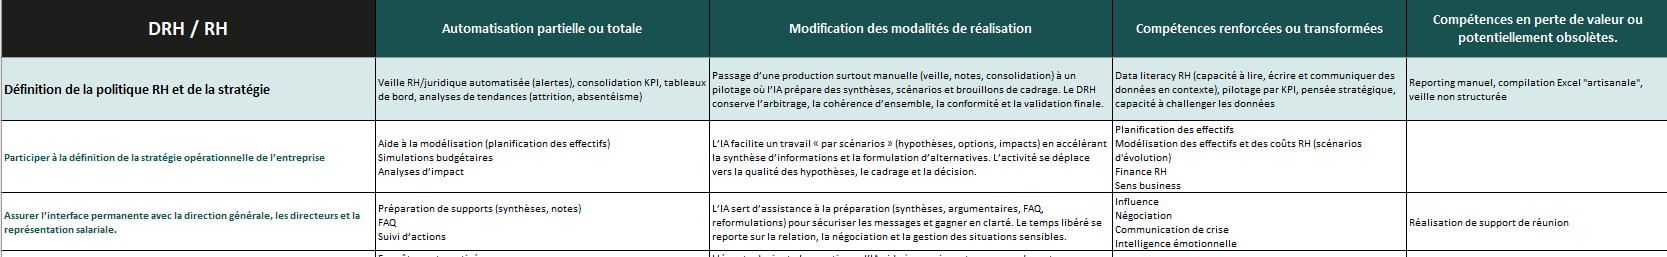 DRH / RH
Automatisation partielle ou totale
Modification des modalités de réalisation
Compétences renforcées ou transformées
Compétences en perte de valeur ou
potentiellement obsolètes.
Définition de la politique RH et de la stratégie
Veille RH/juridique automatisée (alertes), consolidation KPI, tableaux
de bord, analyses de tendances (attrition, absentéisme)
Passage d'une production surtout manuelle (veille, notes, consolidation) à un
pilotage où l'IA prépare des synthèses, scénarios et brouillons de cadrage. Le DRH
conserve l'arbitrage, la cohérence d'ensemble, la conformité et la validation finale.
Data literacy RH (capacité à lire, écrire et communiquer des
données en contexte), pilotage par KPI, pensée stratégique,
capacité à challenger les données
Reporting manuel, compilation Excel "artisanale",
veille non structurée
Participer à la définition de la stratégie opérationnelle de l'entreprise
Aide à la modélisation (planification des effectifs)
Simulations budgétaires
Analyses d'impact
L'IA facilite un travail « par scénarios » (hypothèses, options, impacts) en accélérant
la synthèse d'informations et la formulation d'alternatives. L'activité se déplace
vers la qualité des hypothèses, le cadrage et la décision.
Planification des effectifs
Modélisation des effectifs et des coûts RH (scénarios
d'évolution)
Finance RH
Sens business
Assurer l'interface permanente avec la direction générale, les directeurs et la
représentation salariale.
Préparation de supports (synthèses, notes)
FAQ
Suivi d'actions
L'IA sert d'assistance à la préparation (synthèses, argumentaires, FAQ,
reformulations) pour sécuriser les messages et gagner en clarté. Le temps libéré se
reporte sur la relation, la négociation et la gestion des situations sensibles.
Influence
Négociation
Communication de crise
Intelligence émotionnelle
Réalisation de support de réunion